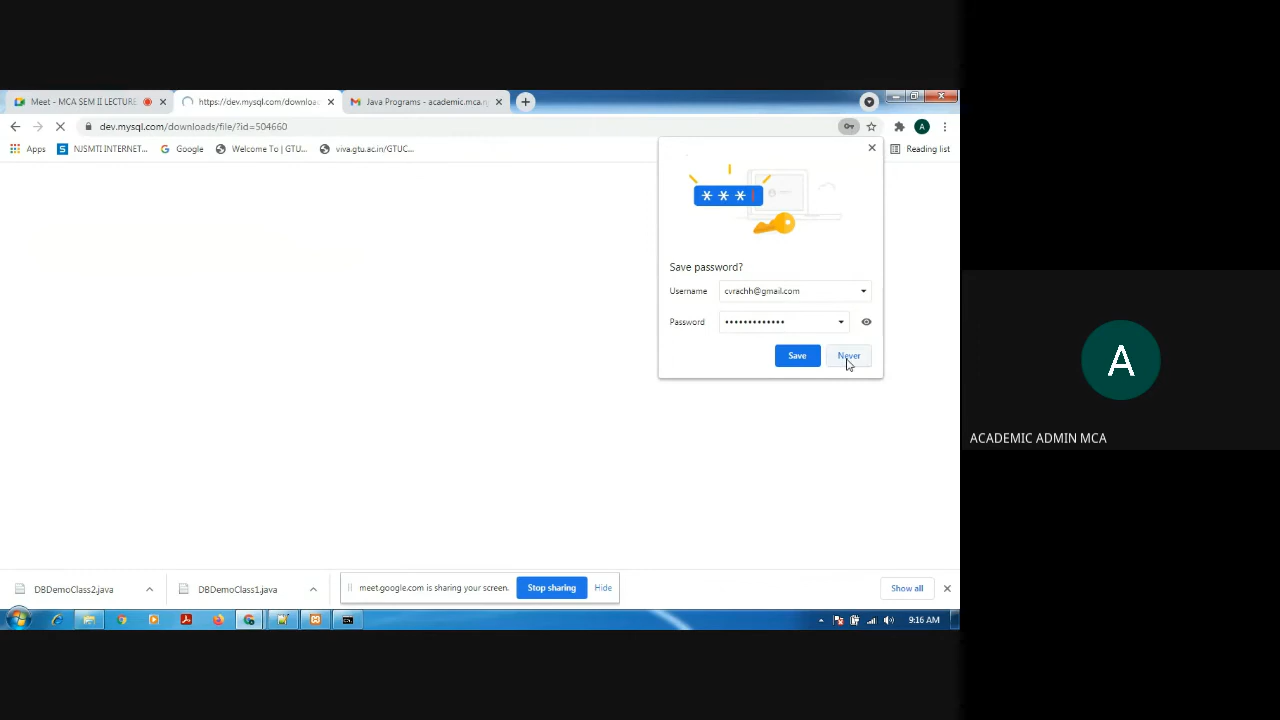 Meet - MCA SEM II LECTURE
https://dev.mysql.com/downloa
Java Programs - academic.mca.n
dev.mysql.com/downloads/file/?id=504660
Apps
S
NJSMTI INTERNET...
Google
Welcome To | GTU...
viva.gtu.ac.in/GTUC...
A
Reading list
* * *
Save password?
Username
cvrachh@gmail.com
Password
•••••••••••••
Save
Never
A
ACADEMIC ADMIN MCA
DBDemoClass2.java
DBDemoClass1.java
meet.google.com is sharing your screen.
Stop sharing
Hide
Show all
9:16 AM